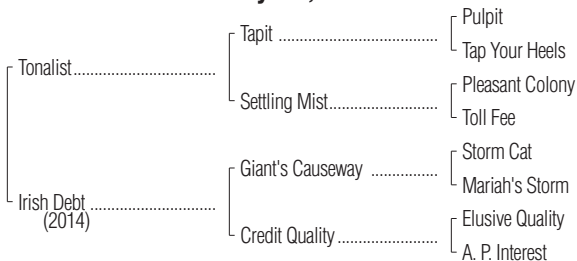 Pulpit
Tapit
Tap Your Heels
Tonalist
Pleasant Colony
Settling Mist
Toll Fee
Storm Cat
Giant's Causeway
Mariah's Storm
Irish Debt
(2014)
Elusive Quality
Credit Quality
A. P. Interest